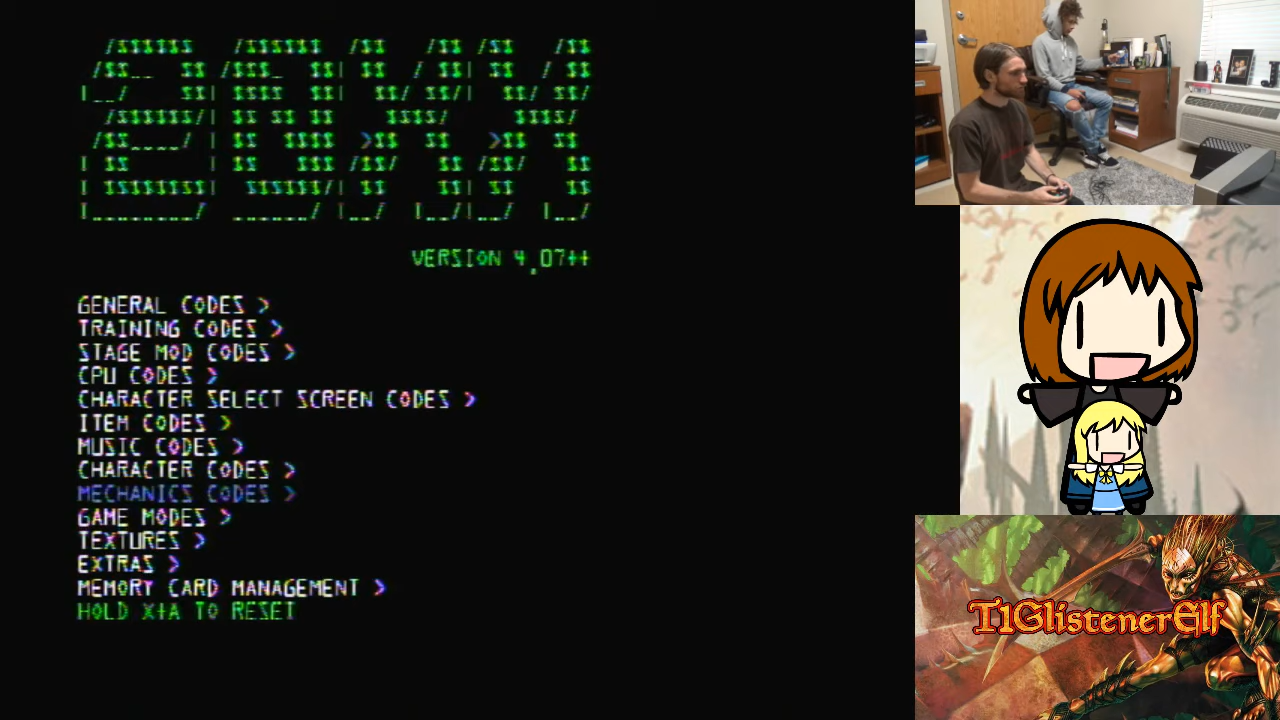 20XX
VERSION 4.07++
GENERAL CODES >
TRAINING CODES >
STAGE MOD CODES >
CPU CODES >
CHARACTER SELECT SCREEN CODES >
ITEM CODES >
MUSIC CODES >
CHARACTER CODES >
MECHANICS CODES >
GAME MODES >
TEXTURES >
EXTRAS >
MEMORY CARD MANAGEMENT >
HOLD X+A TO RESET
T1GlistenerElf